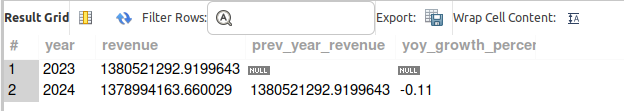 Result Grid Filter Rows: Export: Wrap Cell Content:
# year revenue prev_year_revenue yoy_growth_percen
1 2023 1380521292.9199643 NULL NULL
2 2024 1378994163.660029 1380521292.9199643 -0.11